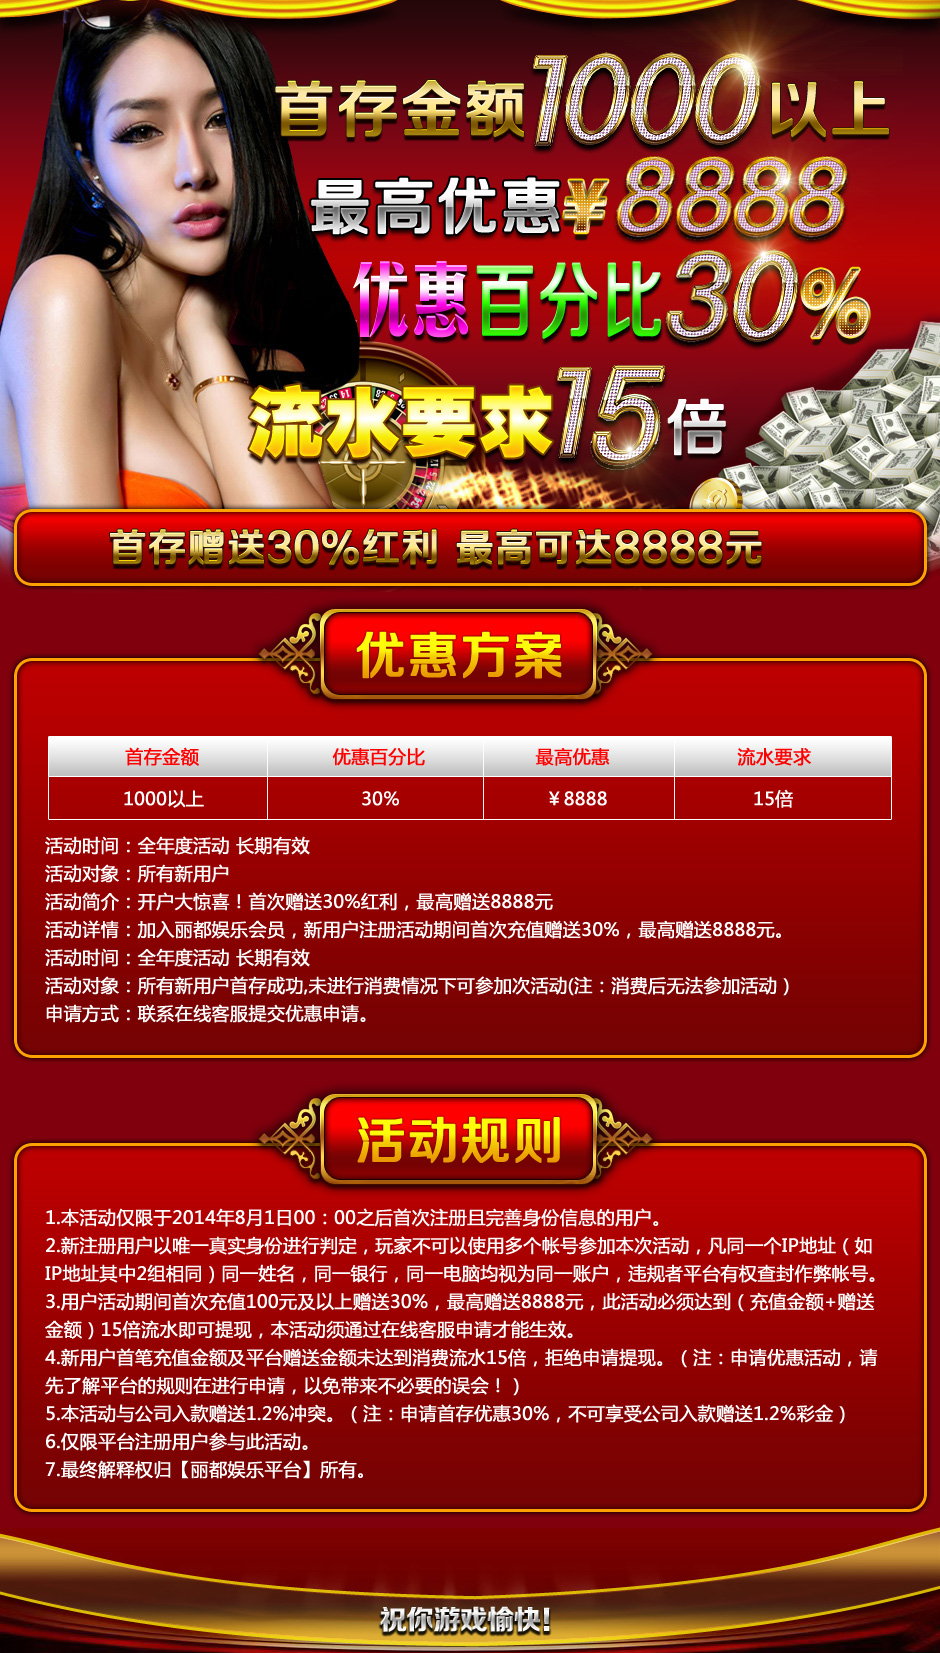 首存金额1000以上
最高优惠¥8888
优惠百分比30%
流水要求15倍
首存赠送30%红利 最高可达8888元
优惠方案
首存金额 优惠百分比 最高优惠 流水要求
1000以上 30% ￥8888 15倍
活动时间：全年度活动 长期有效
活动对象：所有新用户
活动简介：开户大惊喜！首次赠送30%红利，最高赠送8888元
活动详情：加入丽都娱乐会员，新用户注册活动期间首次充值赠送30%，最高赠送8888元。
活动时间：全年度活动 长期有效
活动对象：所有新用户首存成功,未进行消费情况下可参加次活动(注：消费后无法参加活动）
申请方式：联系在线客服提交优惠申请。
活动规则
1.本活动仅限于2014年8月1日00：00之后首次注册且完善身份信息的用户。
2.新注册用户以唯一真实身份进行判定，玩家不可以使用多个帐号参加本次活动，凡同一个IP地址（如
IP地址其中2组相同）同一姓名，同一银行，同一电脑均视为同一账户，违规者平台有权查封作弊帐号。
3.用户活动期间首次充值100元及以上赠送30%，最高赠送8888元，此活动必须达到（充值金额+赠送
金额）15倍流水即可提现，本活动须通过在线客服申请才能生效。
4.新用户首笔充值金额及平台赠送金额未达到消费流水15倍，拒绝申请提现。（注：申请优惠活动，请
先了解平台的规则在进行申请，以免带来不必要的误会！）
5.本活动与公司入款赠送1.2%冲突。（注：申请首存优惠30%，不可享受公司入款赠送1.2%彩金）
6.仅限平台注册用户参与此活动。
7.最终解释权归【丽都娱乐平台】所有。
祝你游戏愉快!